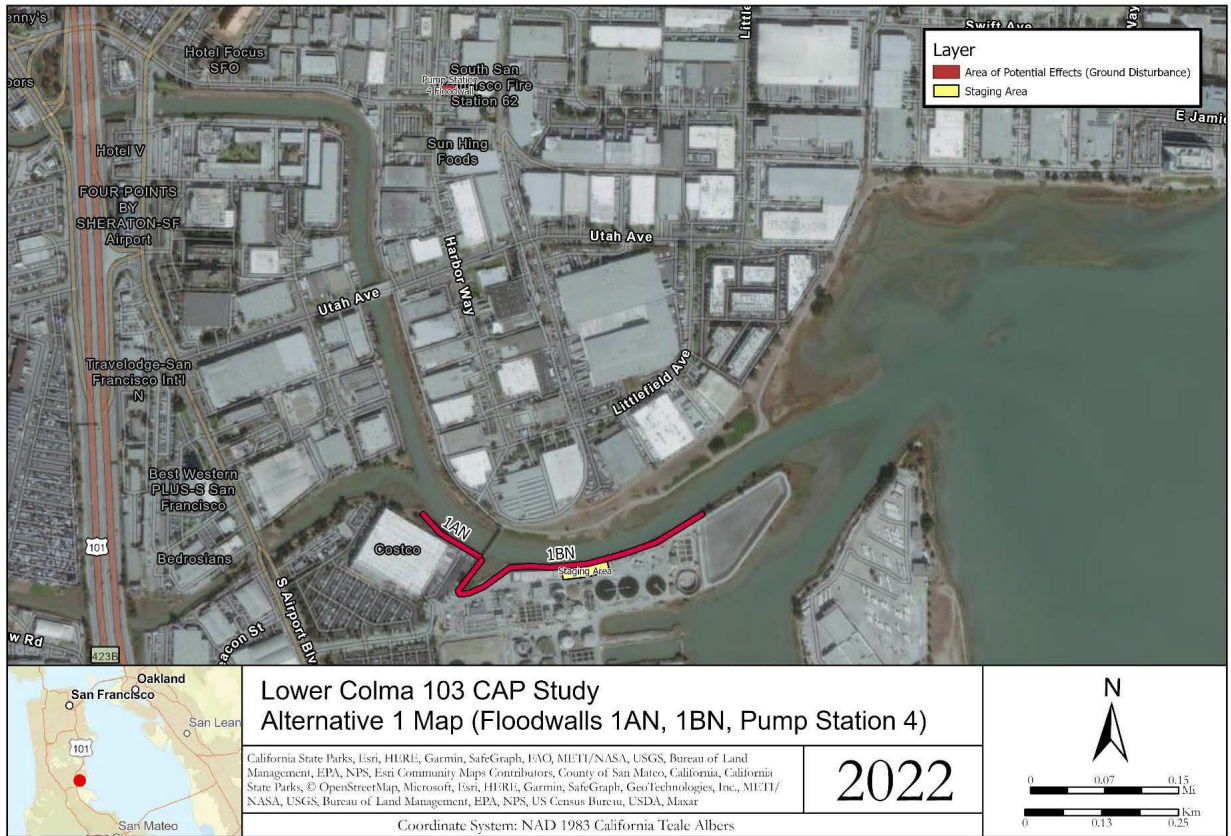 enny's
oors
Hotel Focus
SFO
South San
Francisco Fire
Station 62
Pump Station
4 Floodwall
Little
Swift Ave
Way
Layer
Area of Potential Effects (Ground Disturbance)
Staging Area
E Jamie
Hotel V
Sun Hing
Foods
FOUR POINTS
BY
SHERATON-SF
Airport
Harbor Way
Utah Ave
Utah Ave
Travelodge-San
Francisco Int'l
N
Littlefield Ave
Best Western
PLUS-S San
Francisco
Bedrosians
101
Costco
1AN
1BN
Staging Area
S Airport Blvd
eacon St
w Rd
423B
Oakland
San Francisco
San Lean
101
San Mateo
Lower Colma 103 CAP Study
Alternative 1 Map (Floodwalls 1AN, 1BN, Pump Station 4)
California State Parks, Esri, HERE, Garmin, SafeGraph, FAO, METI/NASA, USGS, Bureau of Land
Management, EPA, NPS, Esri Community Maps Contributors, County of San Mateo, California, California
State Parks, © OpenStreetMap, Microsoft, Esri, HERE, Garmin, SafeGraph, GeoTechnologies, Inc., METI/
NASA, USGS, Bureau of Land Management, EPA, NPS, US Census Bureau, USDA, Maxar
2022
Coordinate System: NAD 1983 California Teale Albers
N
0 0.07 0.15
Mi
Km
0 0.13 0.25